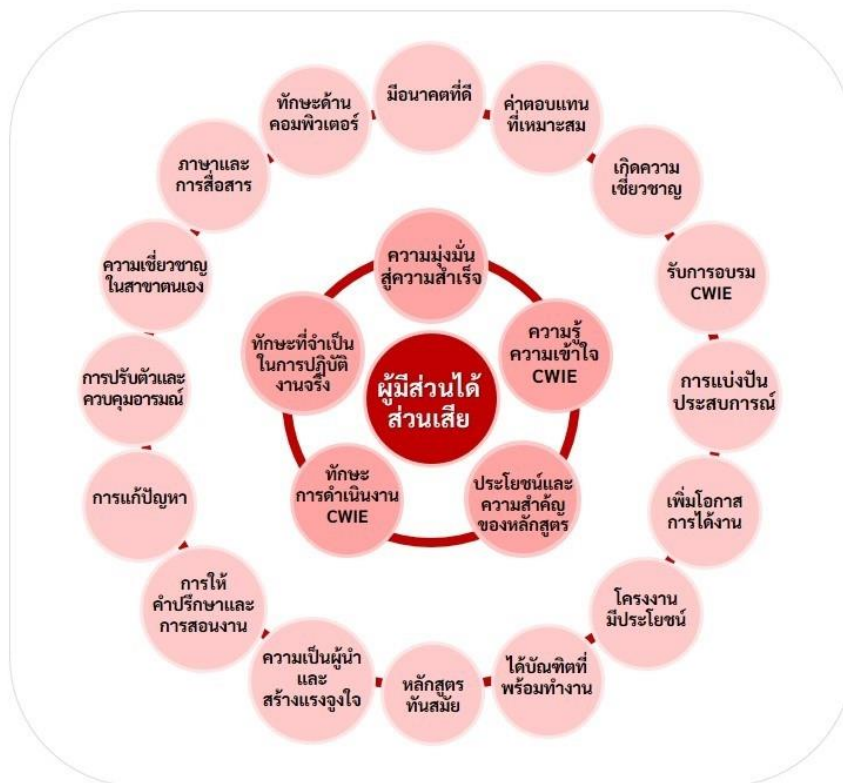 มีอนาคตที่ดี
ค่าตอบแทน
ที่เหมาะสม
เกิดความ
เชี่ยวชาญ
รับการอบรม
CWIE
การแบ่งปัน
ประสบการณ์
เพิ่มโอกาส
การได้งาน
โครงงาน
มีประโยชน์
ได้บัณฑิตที่
พร้อมทำงาน
หลักสูตร
ทันสมัย
ความเป็นผู้นำ
และ
สร้างแรงจูงใจ
การให้
คำปรึกษาและ
การสอนงาน
การแก้ปัญหา
การปรับตัวและ
ควบคุมอารมณ์
ความเชี่ยวชาญ
ในสาขาตนเอง
ภาษาและ
การสื่อสาร
ทักษะด้าน
คอมพิวเตอร์
ความมุ่งมั่น
สู่ความสำเร็จ
ความรู้
ความเข้าใจ
CWIE
ประโยชน์และ
ความสำคัญ
ของหลักสูตร
ทักษะ
การดำเนินงาน
CWIE
ทักษะที่จำเป็น
ในการปฏิบัติ
งานจริง
ผู้มีส่วนได้
ส่วนเสีย